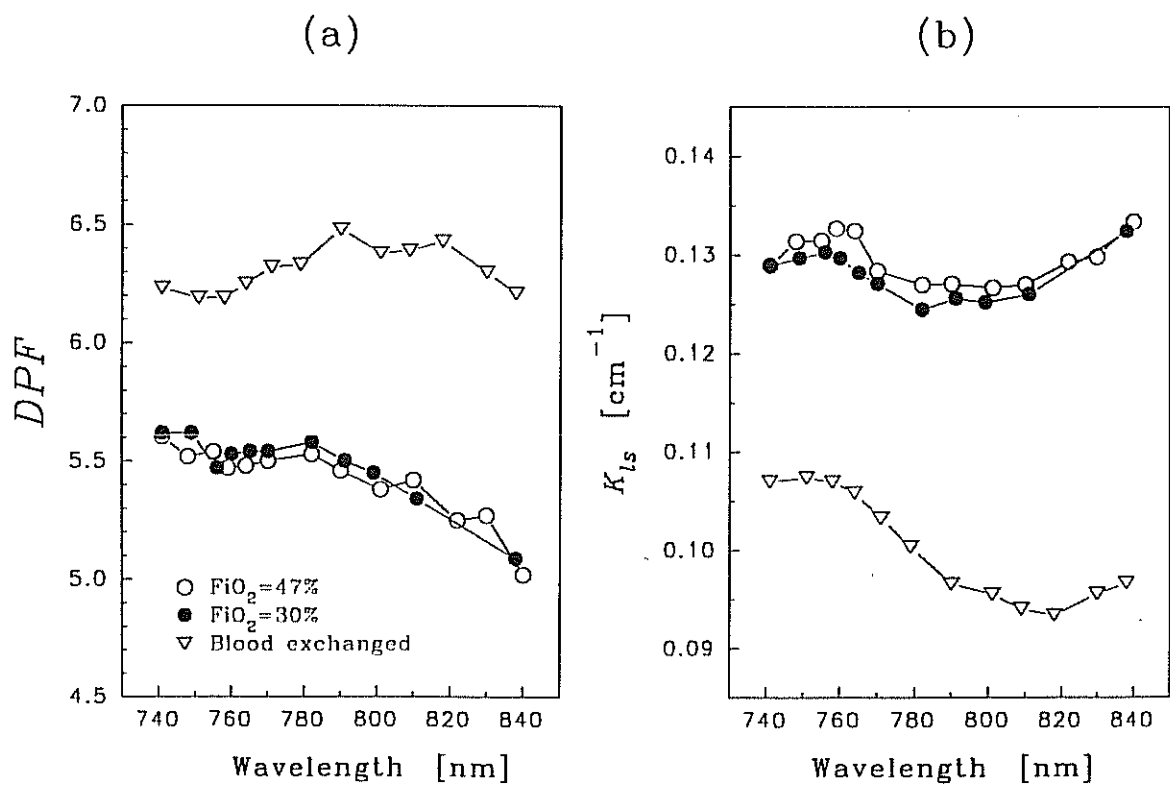 (a)
(b)
DPF
7.0
6.5
6.0
5.5
5.0
4.5
FiO₂=47%
FiO₂=30%
Blood exchanged
740 760 780 800 820 840
Wavelength [nm]
K_ls [cm⁻¹]
0.14
0.13
0.12
0.11
0.10
0.09
740 760 780 800 820 840
Wavelength [nm]